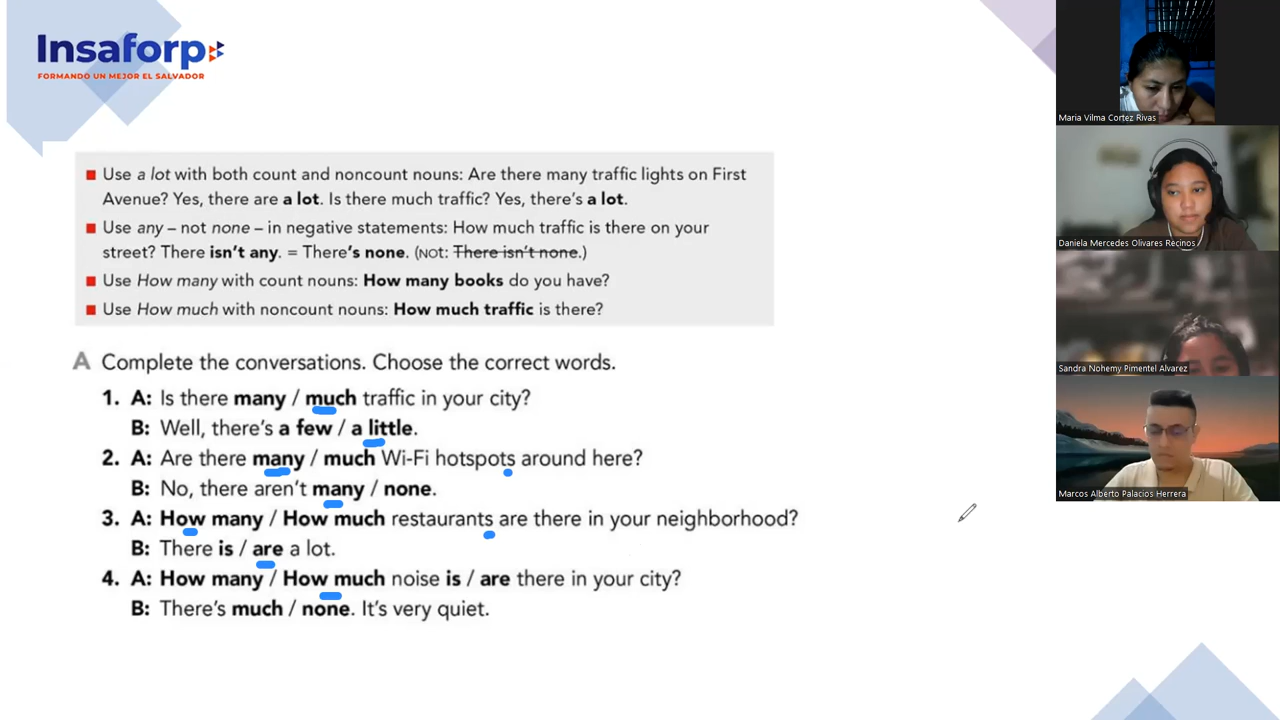 Insaforp
FORMANDO UN MEJOR EL SALVADOR
Use a lot with both count and noncount nouns: Are there many traffic lights on First
Avenue? Yes, there are a lot. Is there much traffic? Yes, there's a lot.
Use any – not none – in negative statements: How much traffic is there on your
street? There isn't any. = There's none. (NOT: There isn't none.)
Use How many with count nouns: How many books do you have?
Use How much with noncount nouns: How much traffic is there?
A Complete the conversations. Choose the correct words.
1. A: Is there many / much traffic in your city?
B: Well, there's a few / a little.
2. A: Are there many / much Wi-Fi hotspots around here?
B: No, there aren't many / none.
3. A: How many / How much restaurants are there in your neighborhood?
B: There is / are a lot.
4. A: How many / How much noise is / are there in your city?
B: There's much / none. It's very quiet.
Maria Vilma Cortez Rivas
Daniela Mercedes Olivares Recinos
Sandra Nohemy Pimentel Alvarez
Marcos Alberto Palacios Herrera